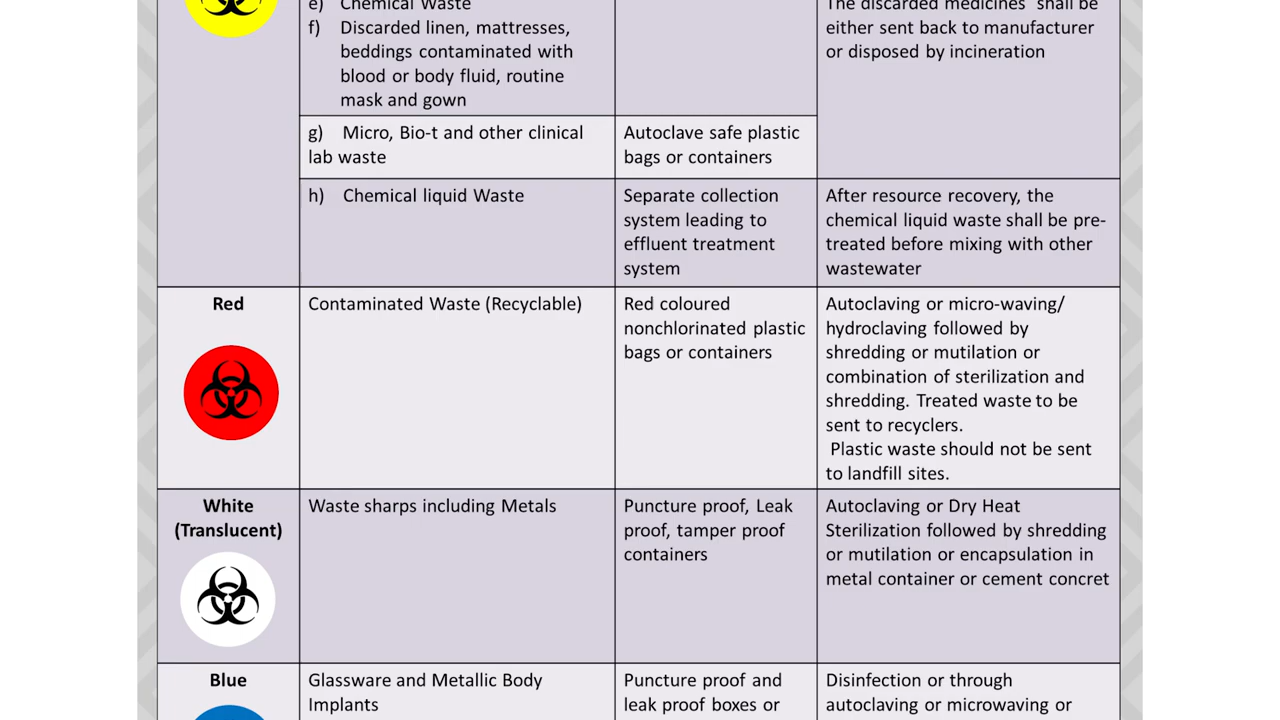 e) Chemical Waste
f) Discarded linen, mattresses,
beddings contaminated with
blood or body fluid, routine
mask and gown
The discarded medicines shall be
either sent back to manufacturer
or disposed by incineration
g) Micro, Bio-t and other clinical
lab waste
Autoclave safe plastic
bags or containers
h) Chemical liquid Waste
Separate collection
system leading to
effluent treatment
system
After resource recovery, the
chemical liquid waste shall be pre-
treated before mixing with other
wastewater
Red
Contaminated Waste (Recyclable)
Red coloured
nonchlorinated plastic
bags or containers
Autoclaving or micro-waving/
hydroclaving followed by
shredding or mutilation or
combination of sterilization and
shredding. Treated waste to be
sent to recyclers.
Plastic waste should not be sent
to landfill sites.
White
(Translucent)
Waste sharps including Metals
Puncture proof, Leak
proof, tamper proof
containers
Autoclaving or Dry Heat
Sterilization followed by shredding
or mutilation or encapsulation in
metal container or cement concret
Blue
Glassware and Metallic Body
Implants
Puncture proof and
leak proof boxes or
Disinfection or through
autoclaving or microwaving or